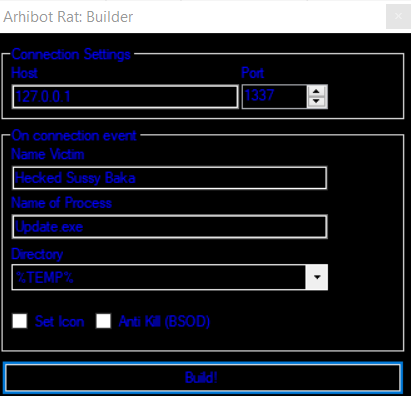 Arhibot Rat: Builder
Connection Settings
Host Port
127.0.0.1 1337
On connection event
Name Victim
Hecked Sussy Baka
Name of Process
Update.exe
Directory
%TEMP%
Set Icon Anti Kill (BSOD)
Build!